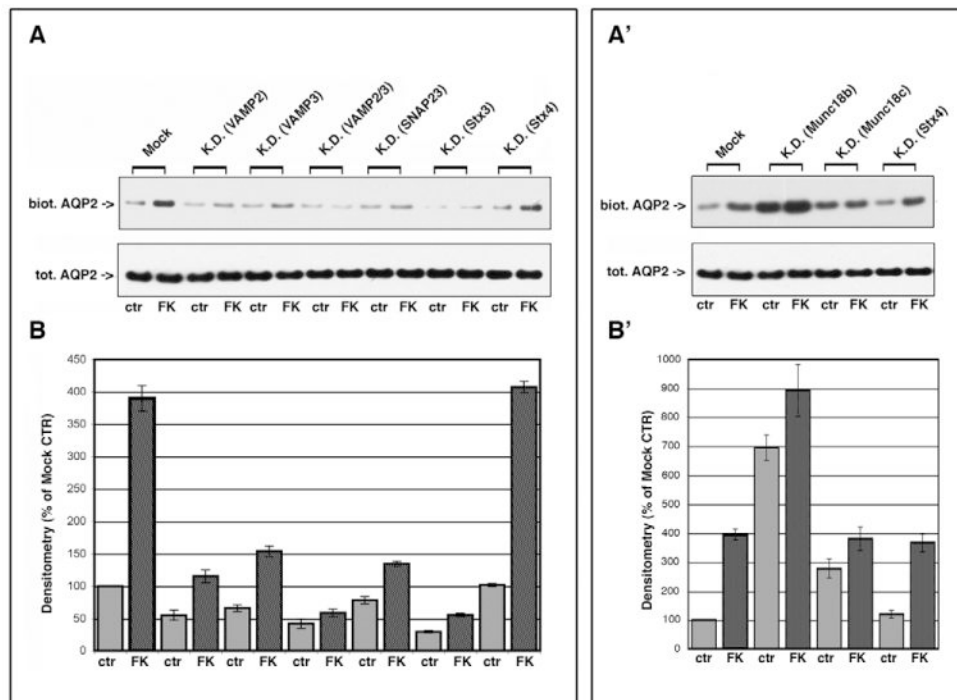 A
Mock
K.D. (VAMP2)
K.D. (VAMP3)
K.D. (VAMP2/3)
K.D. (SNAP23)
K.D. (Stx3)
K.D. (Stx4)
biot. AQP2 ->
tot. AQP2 ->
ctr FK ctr FK ctr FK ctr FK ctr FK ctr FK ctr FK
B
Densitometry (% of Mock CTR)
450
400
350
300
250
200
150
100
50
0
ctr FK ctr FK ctr FK ctr FK ctr FK ctr FK ctr FK
A'
Mock
K.D. (Munc18b)
K.D. (Munc18c)
K.D. (Stx4)
biot. AQP2 ->
tot. AQP2 ->
ctr FK ctr FK ctr FK ctr FK
B'
Densitometry (% of Mock CTR)
1000
900
800
700
600
500
400
300
200
100
0
ctr FK ctr FK ctr FK ctr FK